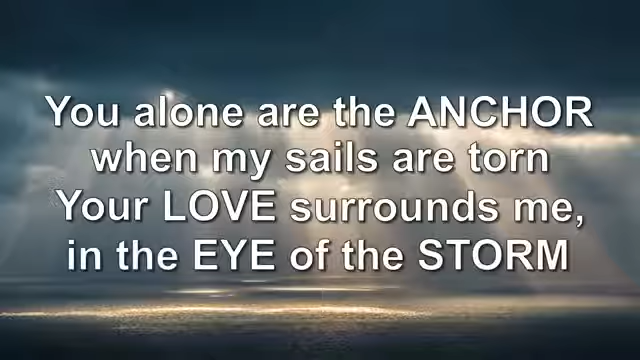 You alone are the ANCHOR
when my sails are torn
Your LOVE surrounds me,
in the EYE of the STORM